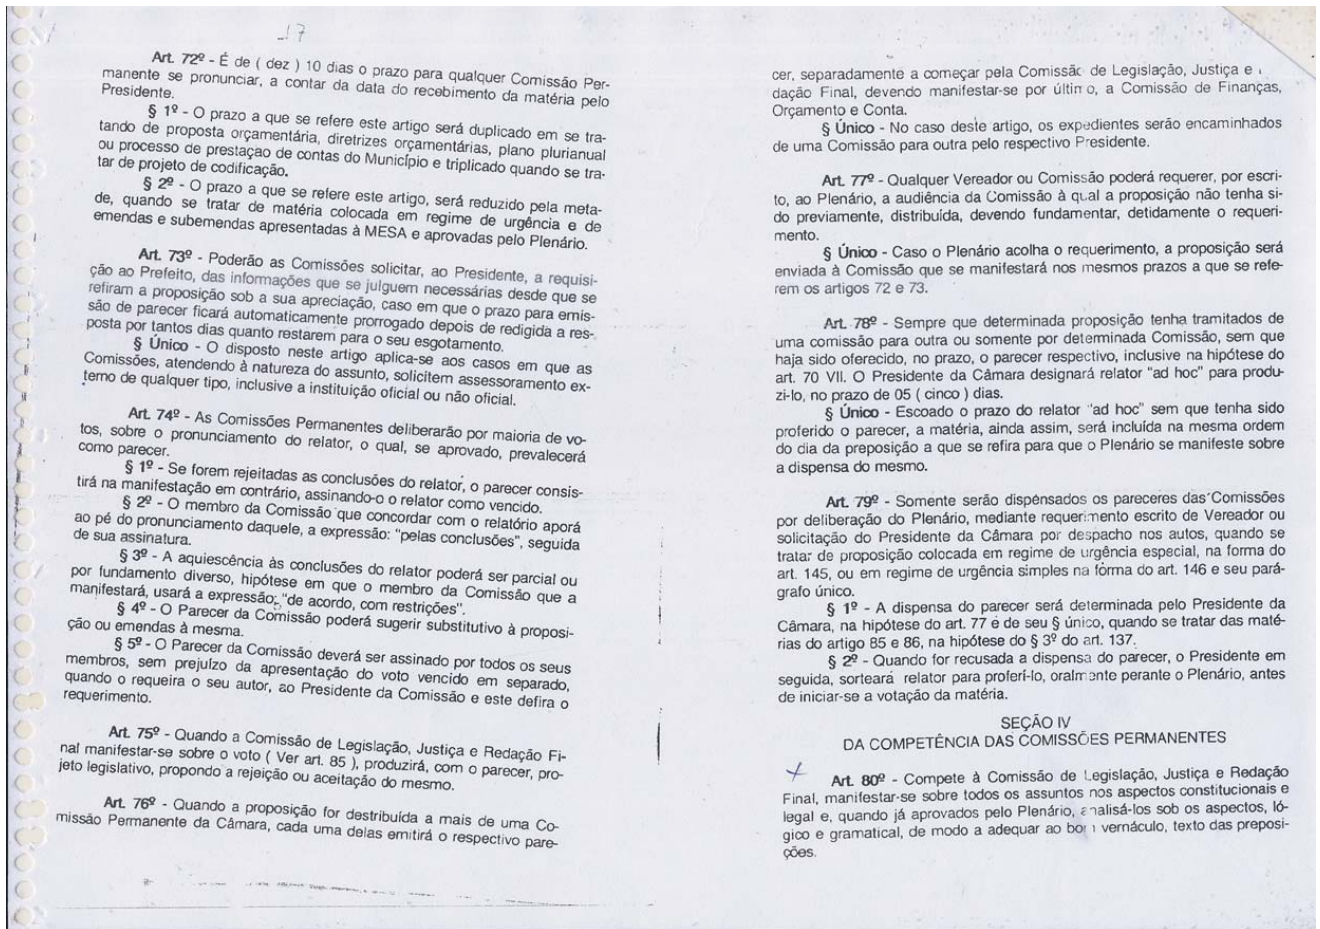 17
Art. 72º - É de ( dez ) 10 dias o prazo para qualquer Comissão Per-
manente se pronunciar, a contar da data do recebimento da matéria pelo
Presidente.
§ 1º - O prazo a que se refere este artigo será duplicado em se tra-
tando de proposta orçamentária, diretrizes orçamentárias, plano plurianual
ou processo de prestaçao de contas do Município e triplicado quando se tra-
tar de projeto de codificação.
§ 2º - O prazo a que se refere este artigo, será reduzido pela meta-
de, quando se tratar de matéria colocada em regime de urgência e de
emendas e subemendas apresentadas à MESA e aprovadas pelo Plenário.
Art. 73º - Poderão as Comissões solicitar, ao Presidente, a requisi-
ção ao Prefeito, das informações que se julguem necessárias desde que se
refiram a proposição sob a sua apreciação, caso em que o prazo para emis-
são de parecer ficará automaticamente prorrogado depois de redigida a res-
posta por tantos dias quanto restarem para o seu esgotamento.
§ Único - O disposto neste artigo aplica-se aos casos em que as
Comissões, atendendo à natureza do assunto, solicitem assessoramento ex-
terno de qualquer tipo, inclusive a instituição oficial ou não oficial.
Art. 74º - As Comissões Permanentes deliberarão por maioria de vo-
tos, sobre o pronunciamento do relator, o qual, se aprovado, prevalecerá
como parecer.
§ 1º - Se forem rejeitadas as conclusões do relator, o parecer consis-
tirá na manifestação em contrário, assinando-o o relator como vencido.
§ 2º - O membro da Comissão que concordar com o relatório aporá
ao pé do pronunciamento daquele, a expressão: "pelas conclusões", seguida
de sua assinatura.
§ 3º - A aquiescência às conclusões do relator poderá ser parcial ou
por fundamento diverso, hipótese em que o membro da Comissão que a
manifestará, usará a expressão: "de acordo, com restrições".
§ 4º - O Parecer da Comissão poderá sugerir substitutivo à proposi-
ção ou emendas à mesma.
§ 5º - O Parecer da Comissão deverá ser assinado por todos os seus
membros, sem prejuízo da apresentação do voto vencido em separado,
quando o requeira o seu autor, ao Presidente da Comissão e este defira o
requerimento.
Art. 75º - Quando a Comissão de Legislação, Justiça e Redação Fi-
nal manifestar-se sobre o voto ( Ver art. 85 ), produzirá, com o parecer, pro-
jeto legislativo, propondo a rejeição ou aceitação do mesmo.
Art. 76º - Quando a proposição for distribuída a mais de uma Co-
missão Permanente da Câmara, cada uma delas emitirá o respectivo pare-
cer, separadamente a começar pela Comissão de Legislação, Justiça e
dação Final, devendo manifestar-se por último, a Comissão de Finanças,
Orçamento e Conta.
§ Único - No caso deste artigo, os expedientes serão encaminhados
de uma Comissão para outra pelo respectivo Presidente.
Art. 77º - Qualquer Vereador ou Comissão poderá requerer, por escri-
to, ao Plenário, a audiência da Comissão à qual a proposição não tenha si-
do previamente, distribuída, devendo fundamentar, detidamente o requeri-
mento.
§ Único - Caso o Plenário acolha o requerimento, a proposição será
enviada à Comissão que se manifestará nos mesmos prazos a que se refe-
rem os artigos 72 e 73.
Art. 78º - Sempre que determinada proposição tenha tramitados de
uma comissão para outra ou somente por determinada Comissão, sem que
haja sido oferecido, no prazo, o parecer respectivo, inclusive na hipótese do
art. 70 VII. O Presidente da Câmara designará relator "ad hoc" para produ-
zi-lo, no prazo de 05 ( cinco ) dias.
§ Único - Escoado o prazo do relator "ad hoc" sem que tenha sido
proferido o parecer, a matéria, ainda assim, será incluída na mesma ordem
do dia da preposição a que se refira para que o Plenário se manifeste sobre
a dispensa do mesmo.
Art. 79º - Somente serão dispensados os pareceres das Comissões
por deliberação do Plenário, mediante requerimento escrito de Vereador ou
solicitação do Presidente da Câmara por despacho nos autos, quando se
tratar de proposição colocada em regime de urgência especial, na forma do
art. 145, ou em regime de urgência simples na forma do art. 146 e seu pará-
grafo único.
§ 1º - A dispensa do parecer será determinada pelo Presidente da
Câmara, na hipótese do art. 77 e de seu § único, quando se tratar das maté-
rias do artigo 85 e 86, na hipótese do § 3º do art. 137.
§ 2º - Quando for recusada a dispensa do parecer, o Presidente em
seguida, sorteará relator para proferí-lo, oralmente perante o Plenário, antes
de iniciar-se a votação da matéria.
SEÇÃO IV
DA COMPETÊNCIA DAS COMISSÕES PERMANENTES
Art. 80º - Compete à Comissão de Legislação, Justiça e Redação
Final, manifestar-se sobre todos os assuntos nos aspectos constitucionais e
legal e, quando já aprovados pelo Plenário, analisá-los sob os aspectos, ló-
gico e gramatical, de modo a adequar ao bom vernáculo, texto das preposi-
ções.